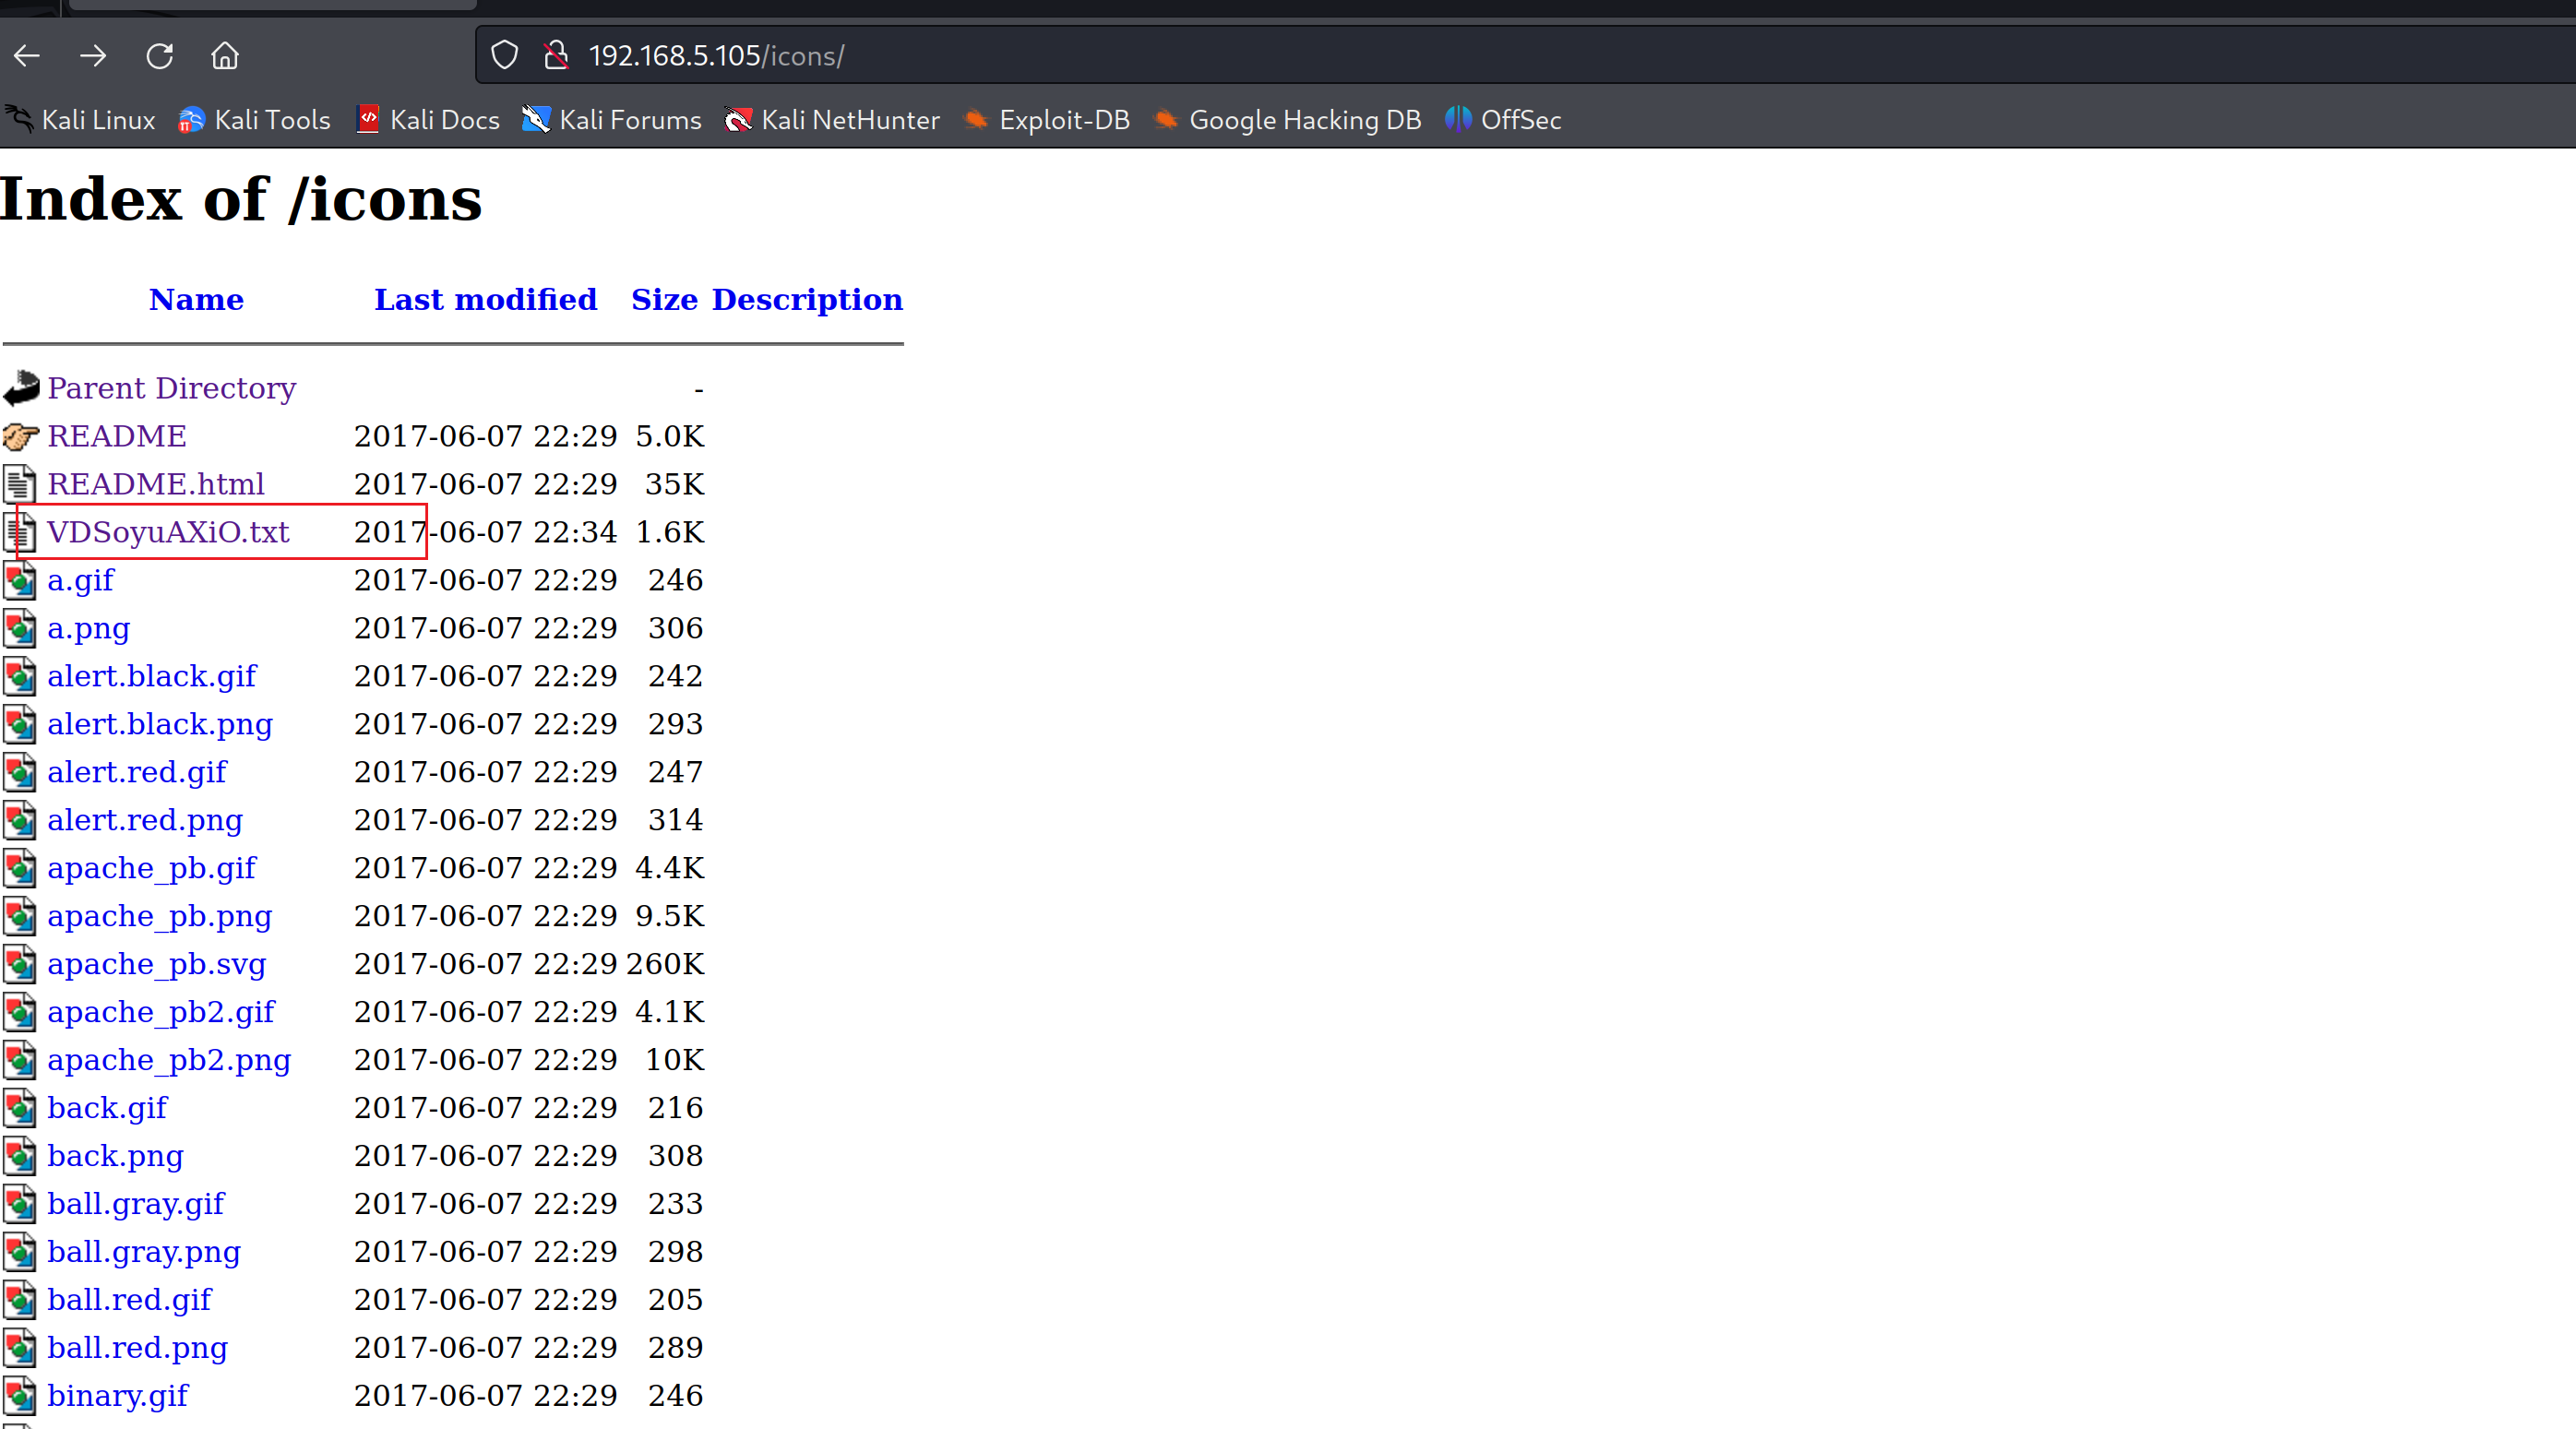 192.168.5.105/icons/
Kali Linux Kali Tools Kali Docs Kali Forums Kali NetHunter Exploit-DB Google Hacking DB OffSec
Index of /icons
Name Last modified Size Description
Parent Directory -
README 2017-06-07 22:29 5.0K
README.html 2017-06-07 22:29 35K
VDSoyuAXiO.txt 2017-06-07 22:34 1.6K
a.gif 2017-06-07 22:29 246
a.png 2017-06-07 22:29 306
alert.black.gif 2017-06-07 22:29 242
alert.black.png 2017-06-07 22:29 293
alert.red.gif 2017-06-07 22:29 247
alert.red.png 2017-06-07 22:29 314
apache_pb.gif 2017-06-07 22:29 4.4K
apache_pb.png 2017-06-07 22:29 9.5K
apache_pb.svg 2017-06-07 22:29 260K
apache_pb2.gif 2017-06-07 22:29 4.1K
apache_pb2.png 2017-06-07 22:29 10K
back.gif 2017-06-07 22:29 216
back.png 2017-06-07 22:29 308
ball.gray.gif 2017-06-07 22:29 233
ball.gray.png 2017-06-07 22:29 298
ball.red.gif 2017-06-07 22:29 205
ball.red.png 2017-06-07 22:29 289
binary.gif 2017-06-07 22:29 246